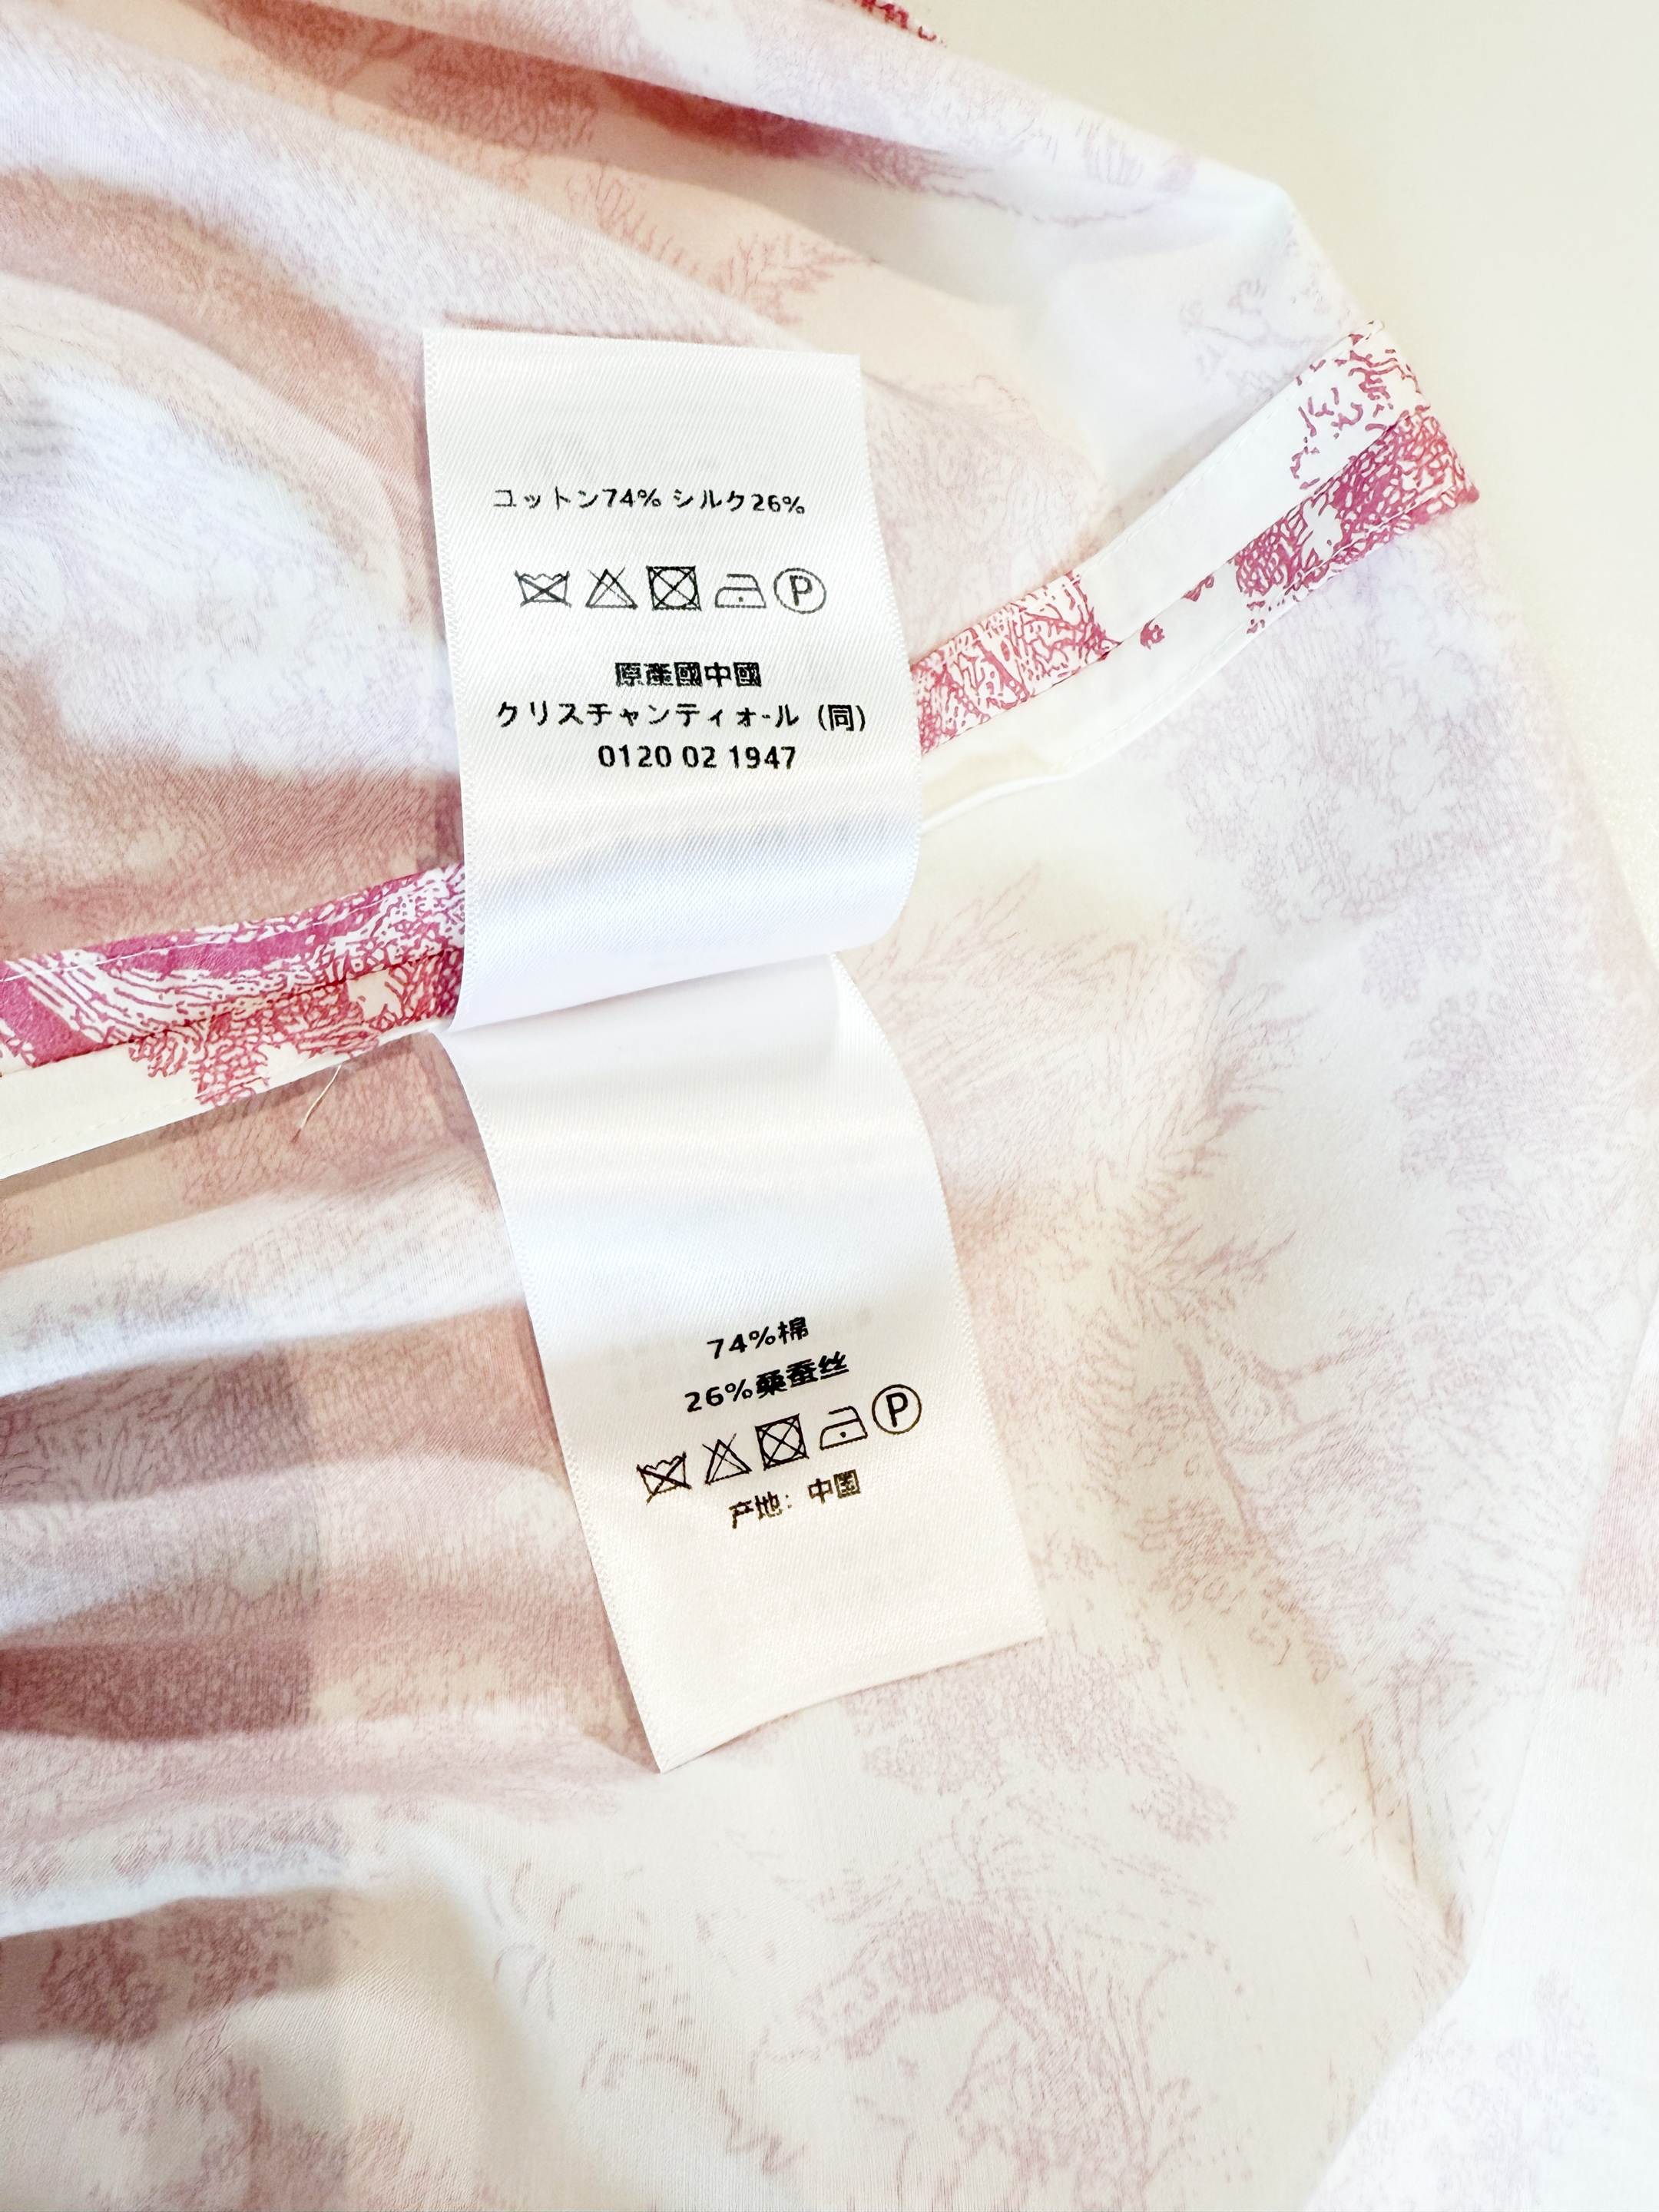 コットン74% シルク26%
P
原產國中國
クリスチャンディオ-ル (同)
0120 02 1947
74%棉
26%桑蚕丝
P
产地: 中国